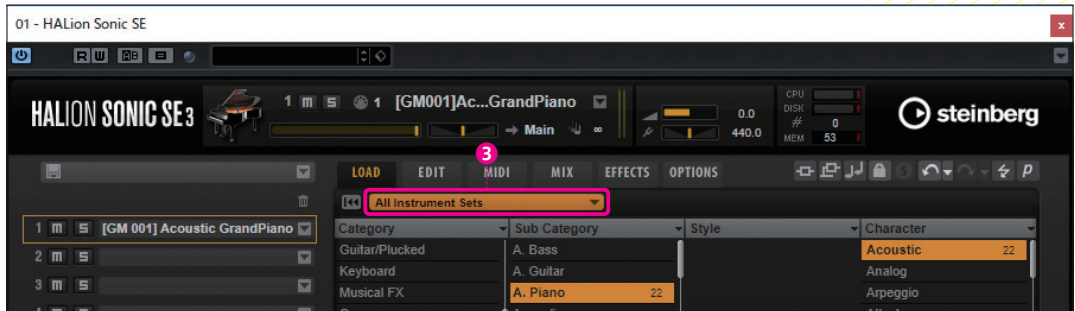 01 - HALion Sonic SE
x
R W AB
HALION SONIC SE 3
1 m S 1 [GM001]Ac...GrandPiano
Main ∞
0.0
440.0
CPU
DISK
# 0
MEM 53
steinberg
3
LOAD EDIT MIDI MIX EFFECTS OPTIONS
S p
All Instrument Sets
Category Sub Category Style Character
1 m S [GM 001] Acoustic GrandPiano
Guitar/Plucked A. Bass Acoustic 22
2 m S
Keyboard A. Guitar Analog
3 m S
Musical FX A. Piano 22 Arpeggio